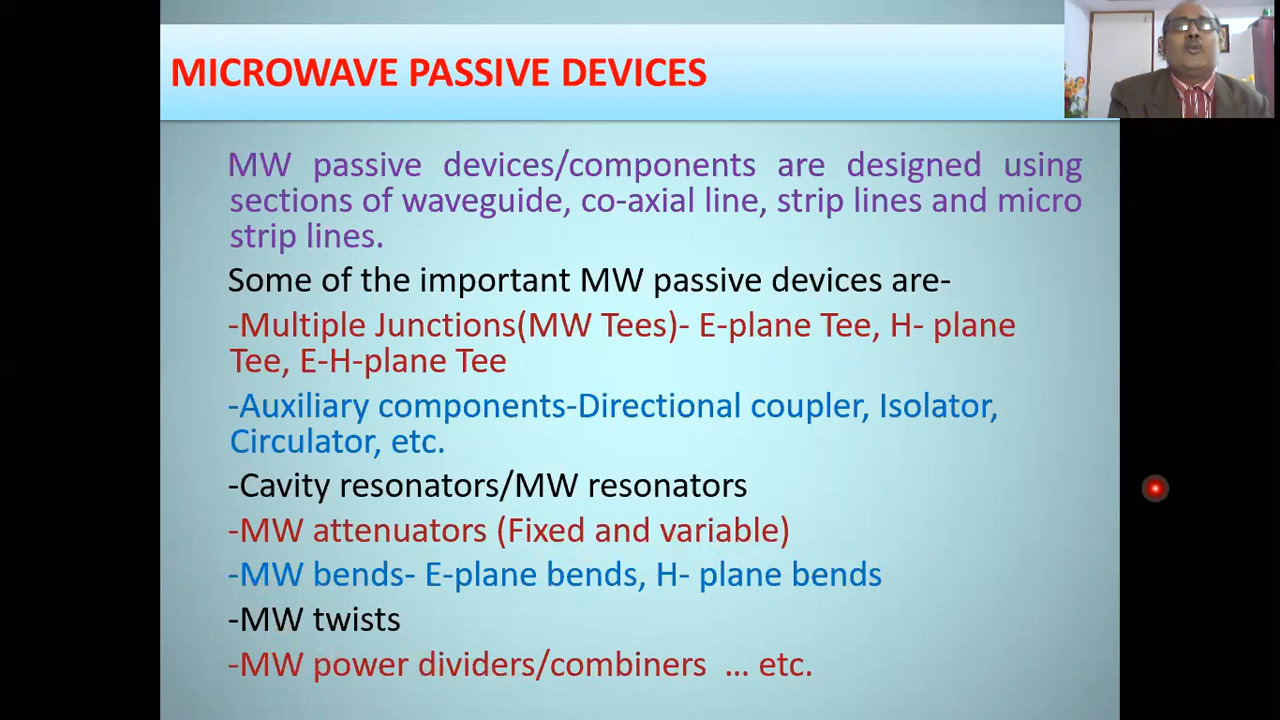 MICROWAVE PASSIVE DEVICES
MW passive devices/components are designed using
sections of waveguide, co-axial line, strip lines and micro
strip lines.
Some of the important MW passive devices are-
-Multiple Junctions(MW Tees)- E-plane Tee, H- plane
Tee, E-H-plane Tee
-Auxiliary components-Directional coupler, Isolator,
Circulator, etc.
-Cavity resonators/MW resonators
-MW attenuators (Fixed and variable)
-MW bends- E-plane bends, H- plane bends
-MW twists
-MW power dividers/combiners ... etc.